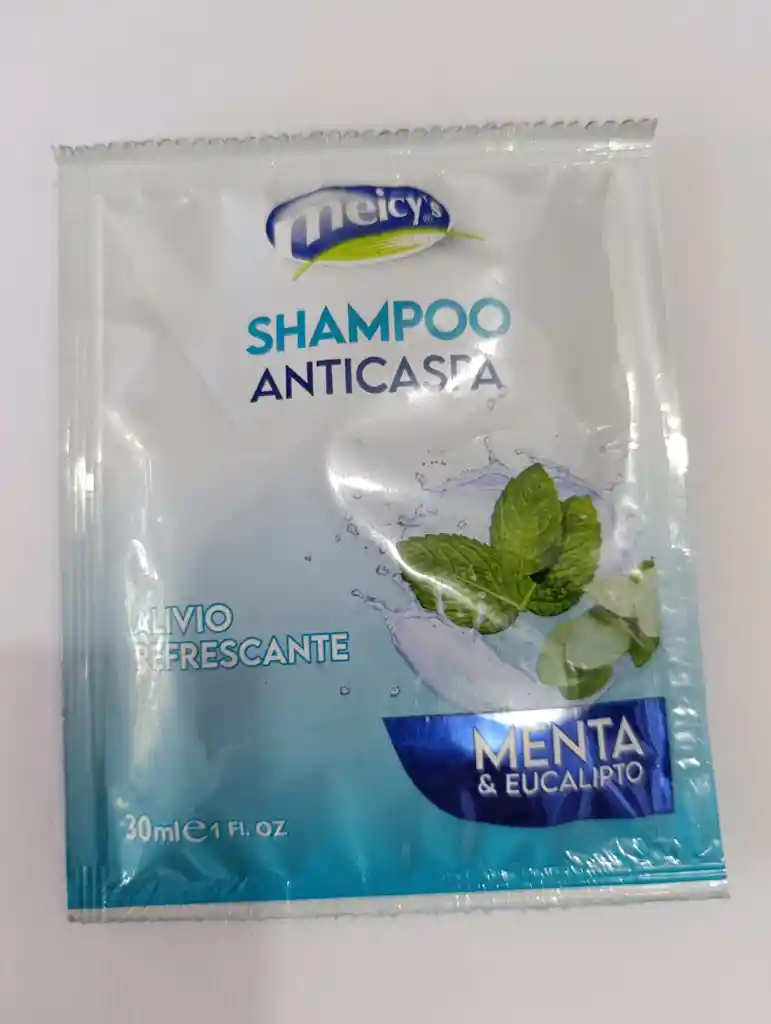 meicy's®
SHAMPOO
ANTICASPA
ALIVIO
REFRESCANTE
MENTA
& EUCALIPTO
30ml℮1 Fl. OZ